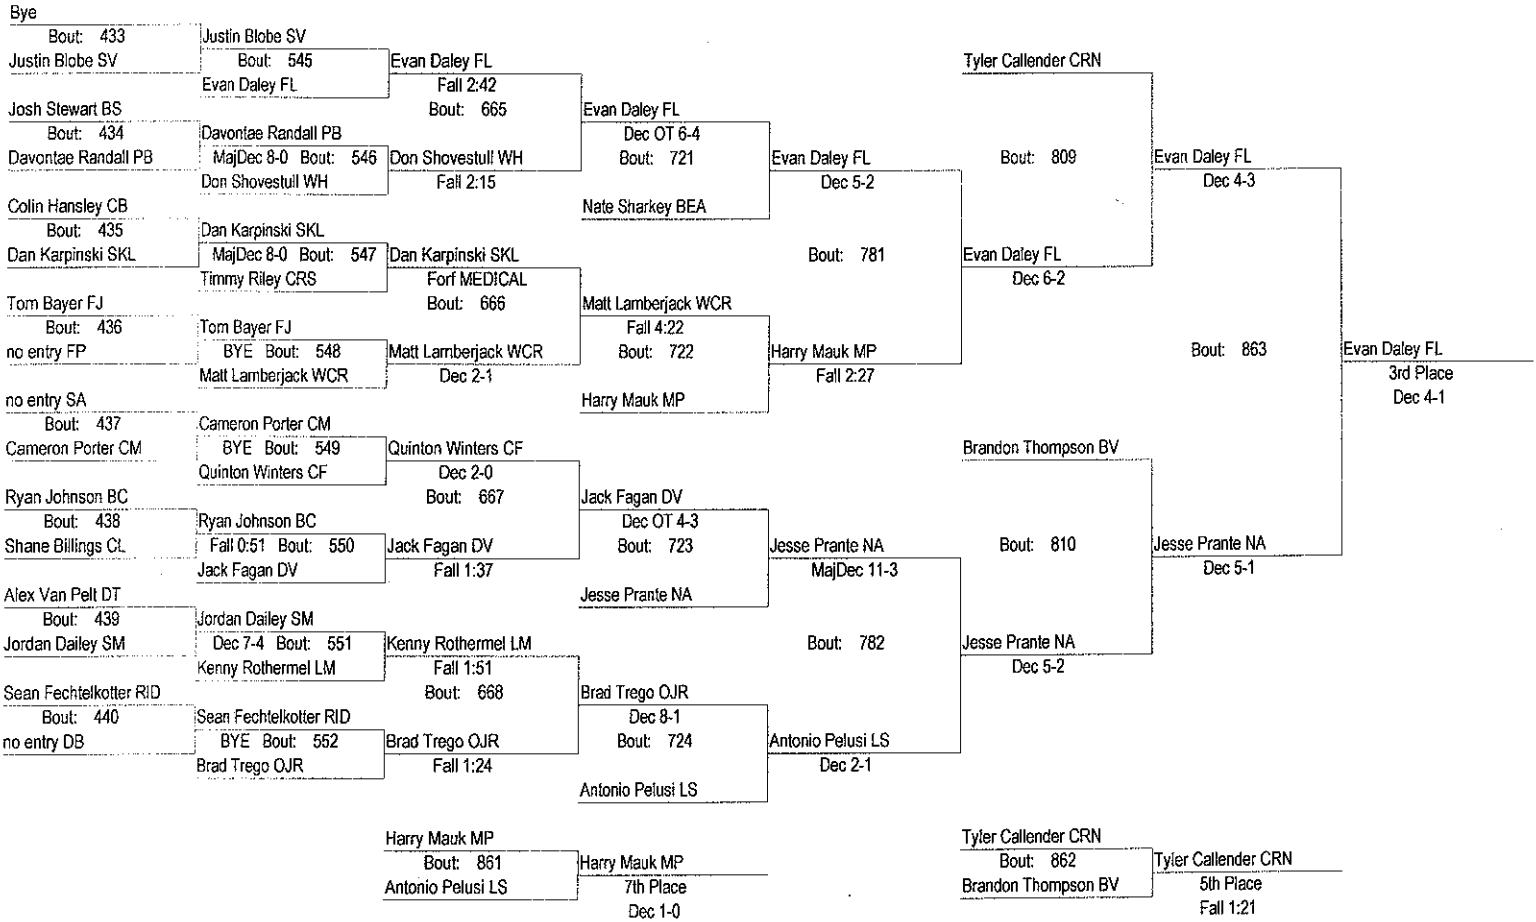 Bye
Bout: 433
Justin Blobe SV
Josh Stewart BS
Bout: 434
Davontae Randall PB
Colin Hansley CB
Bout: 435
Dan Karpinski SKL
Tom Bayer FJ
Bout: 436
no entry FP
no entry SA
Bout: 437
Cameron Porter CM
Ryan Johnson BC
Bout: 438
Shane Billings CL
Alex Van Pelt DT
Bout: 439
Jordan Dailey SM
Sean Fechtelkotter RID
Bout: 440
no entry DB
Justin Blobe SV
Bout: 545
Evan Daley FL
Davontae Randall PB
MajDec 8-0 Bout: 546
Don Shovestull WH
Dan Karpinski SKL
MajDec 8-0 Bout: 547
Timmy Riley CRS
Tom Bayer FJ
BYE Bout: 548
Matt Lamberjack WCR
Cameron Porter CM
BYE Bout: 549
Quinton Winters CF
Ryan Johnson BC
Fall 0:51 Bout: 550
Jack Fagan DV
Jordan Dailey SM
Dec 7-4 Bout: 551
Kenny Rothermel LM
Sean Fechtelkotter RID
BYE Bout: 552
Brad Trego OJR
Evan Daley FL
Fall 2:42
Bout: 665
Don Shovestull WH
Fall 2:15
Dan Karpinski SKL
Forf MEDICAL
Bout: 666
Matt Lamberjack WCR
Dec 2-1
Quinton Winters CF
Dec 2-0
Bout: 667
Jack Fagan DV
Fall 1:37
Kenny Rothermel LM
Fall 1:51
Bout: 668
Brad Trego OJR
Fall 1:24
Evan Daley FL
Dec OT 6-4
Bout: 721
Nate Sharkey BEA
Matt Lamberjack WCR
Fall 4:22
Bout: 722
Harry Mauk MP
Jack Fagan DV
Dec OT 4-3
Bout: 723
Jesse Prante NA
Brad Trego OJR
Dec 8-1
Bout: 724
Antonio Pelusi LS
Evan Daley FL
Dec 5-2
Bout: 781
Harry Mauk MP
Fall 2:27
Jesse Prante NA
MajDec 11-3
Bout: 782
Antonio Pelusi LS
Dec 2-1
Tyler Callender CRN
Bout: 809
Evan Daley FL
Dec 6-2
Brandon Thompson BV
Bout: 810
Jesse Prante NA
Dec 5-2
Evan Daley FL
Dec 4-3
Bout: 863
Jesse Prante NA
Dec 5-1
Evan Daley FL
3rd Place
Dec 4-1
Harry Mauk MP
Bout: 861
Antonio Pelusi LS
Harry Mauk MP
7th Place
Dec 1-0
Tyler Callender CRN
Bout: 862
Brandon Thompson BV
Tyler Callender CRN
5th Place
Fall 1:21